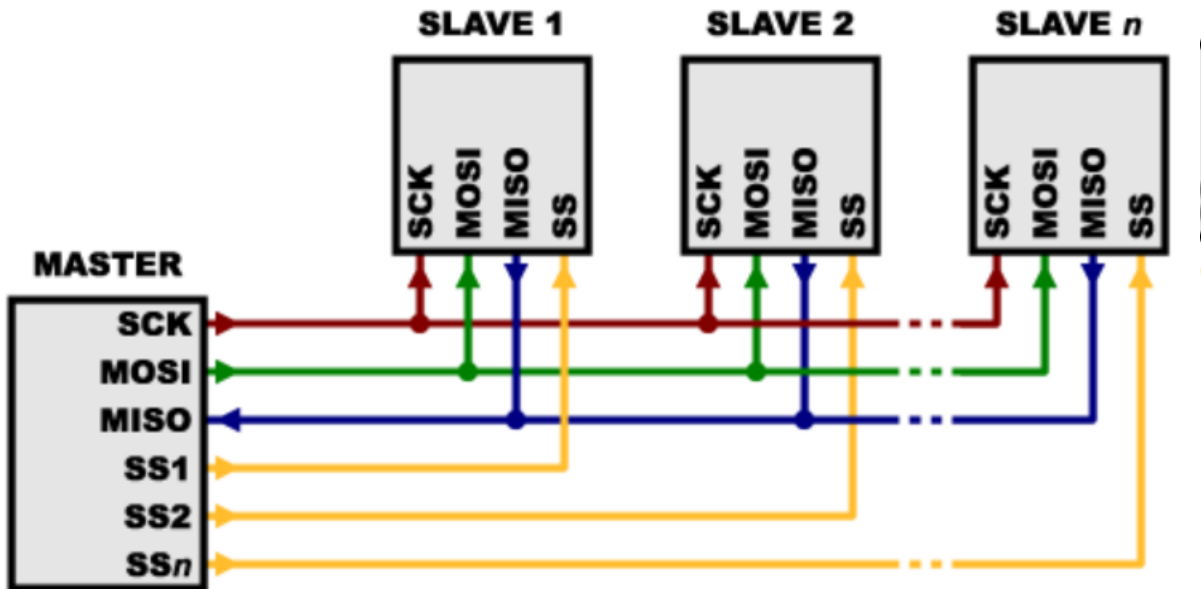 SLAVE 1
SLAVE 2
SLAVE n
SCK
MOSI
MISO
SS
SCK
MOSI
MISO
SS
SCK
MOSI
MISO
SS
MASTER
SCK
MOSI
MISO
SS1
SS2
SSn